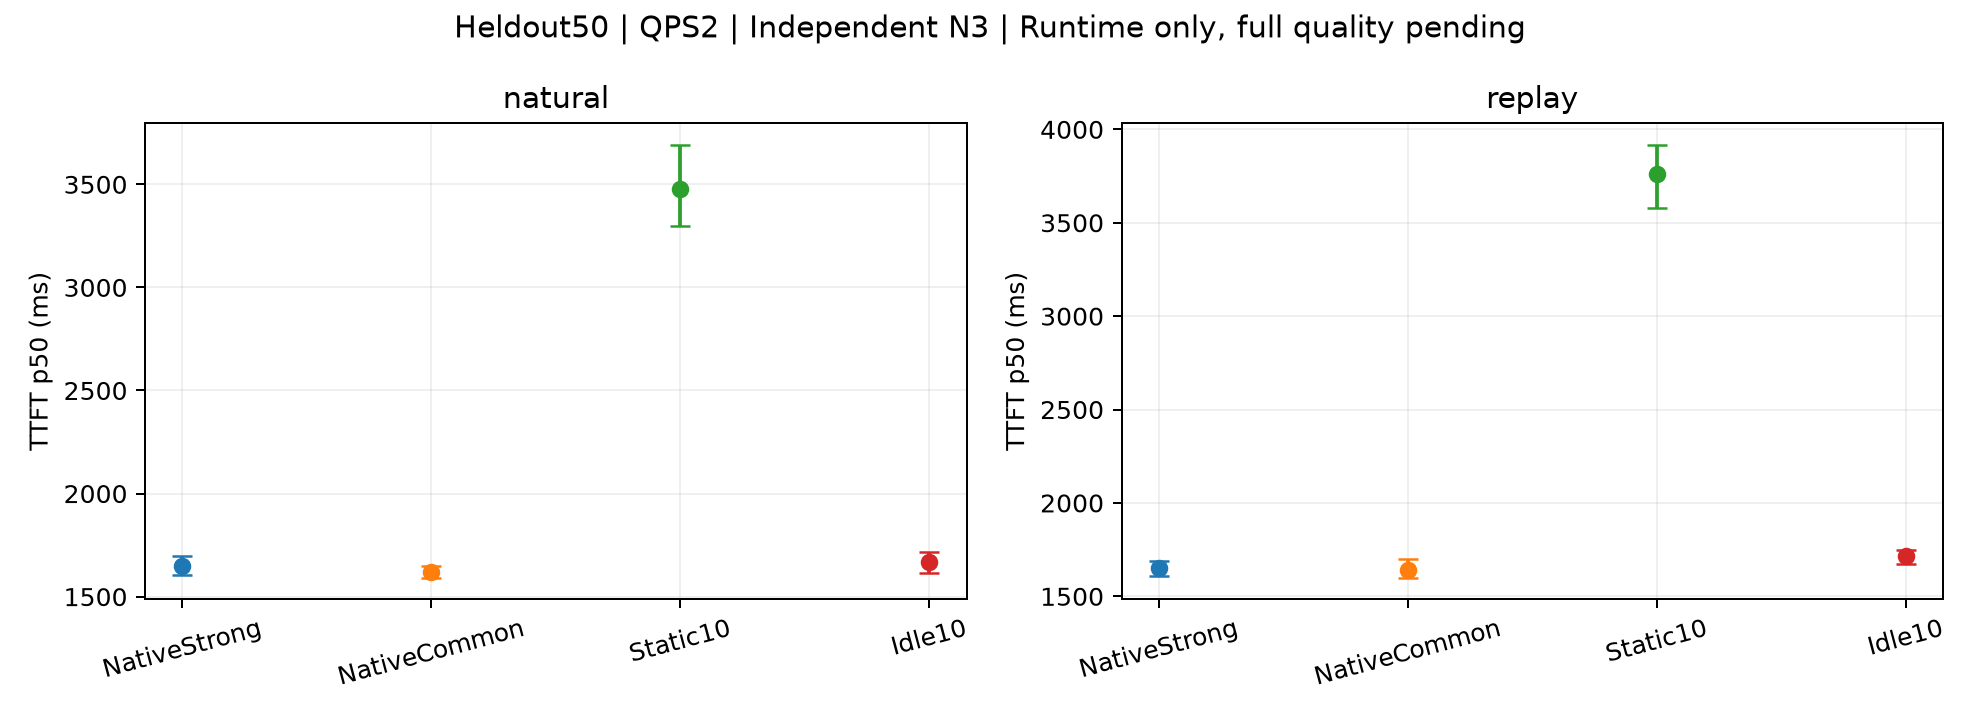 Heldout50 | QPS2 | Independent N3 | Runtime only, full quality pending
natural
TTFT p50 (ms)
3500
3000
2500
2000
1500
NativeStrong
NativeCommon
Static10
Idle10
replay
TTFT p50 (ms)
4000
3500
3000
2500
2000
1500
NativeStrong
NativeCommon
Static10
Idle10